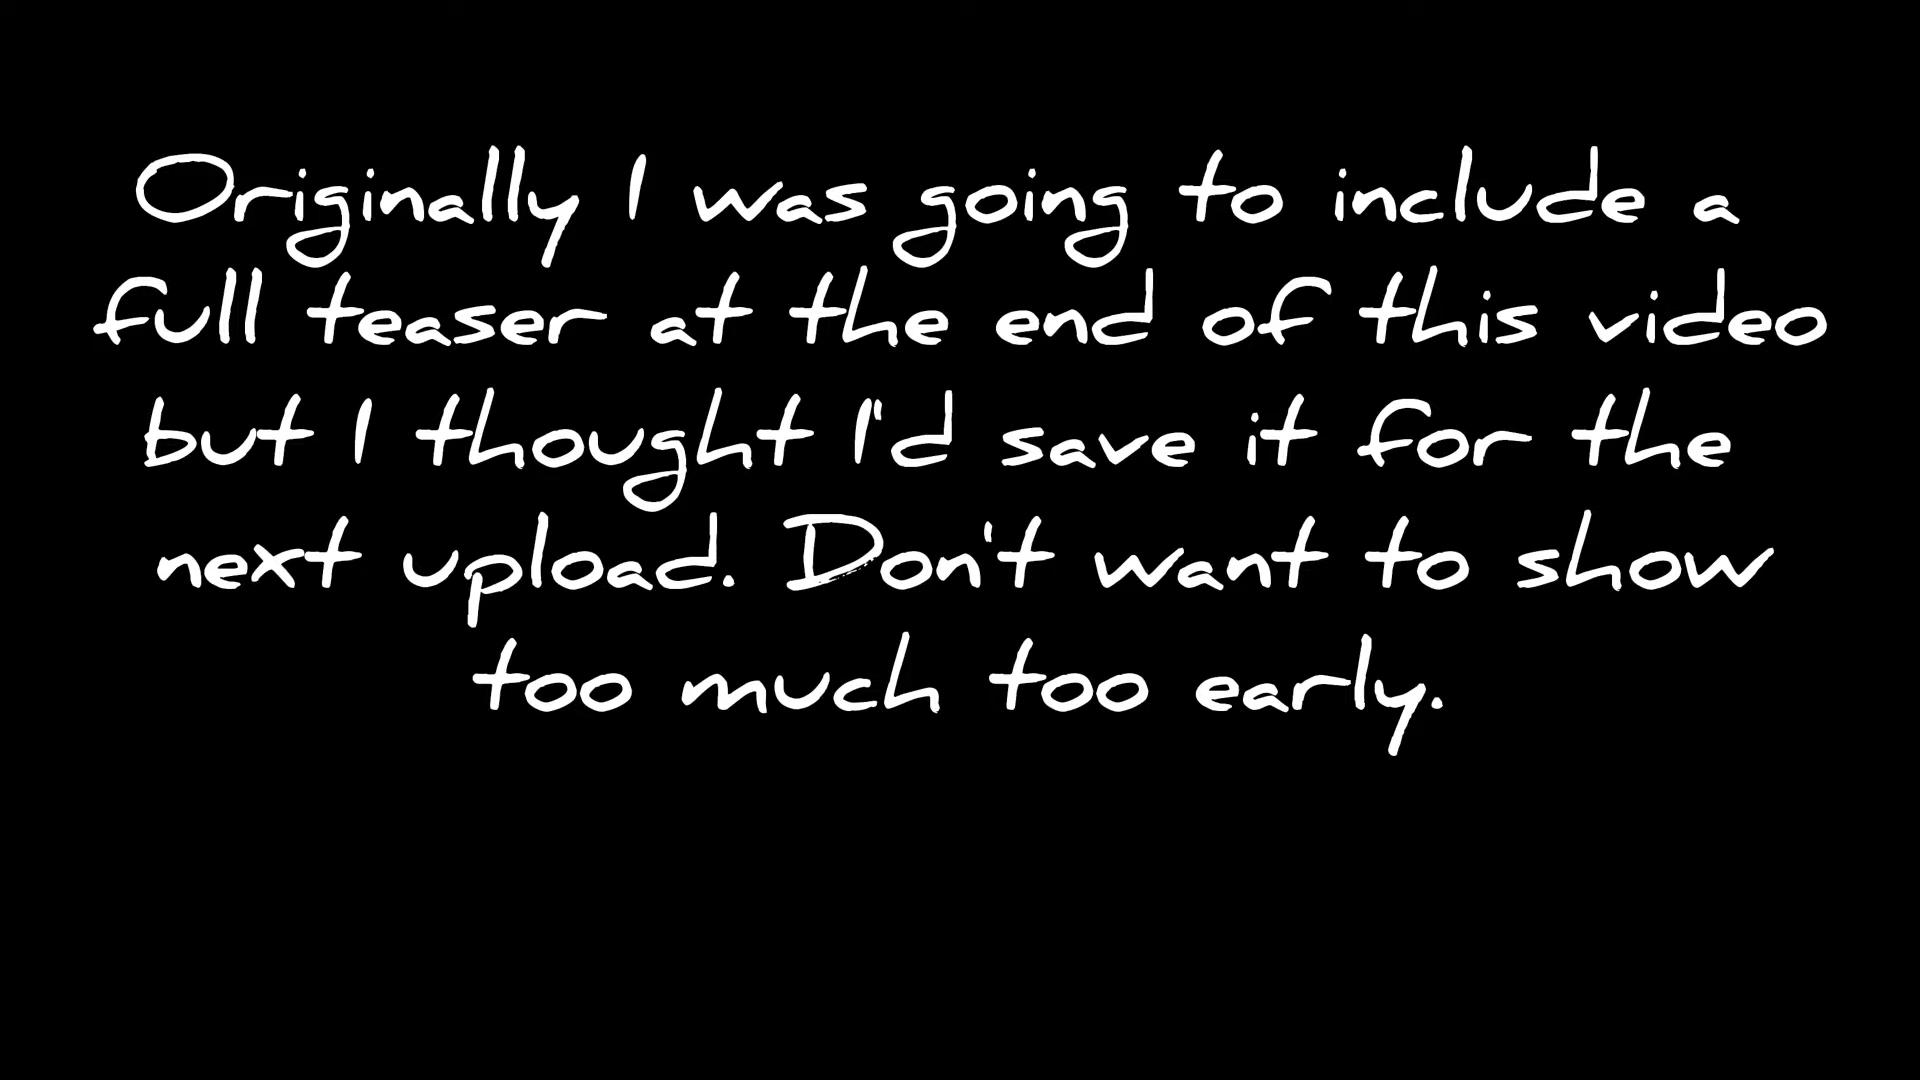 Originally I was going to include a
full teaser at the end of this video
but I thought I'd save it for the
next upload. Don't want to show
too much too early.